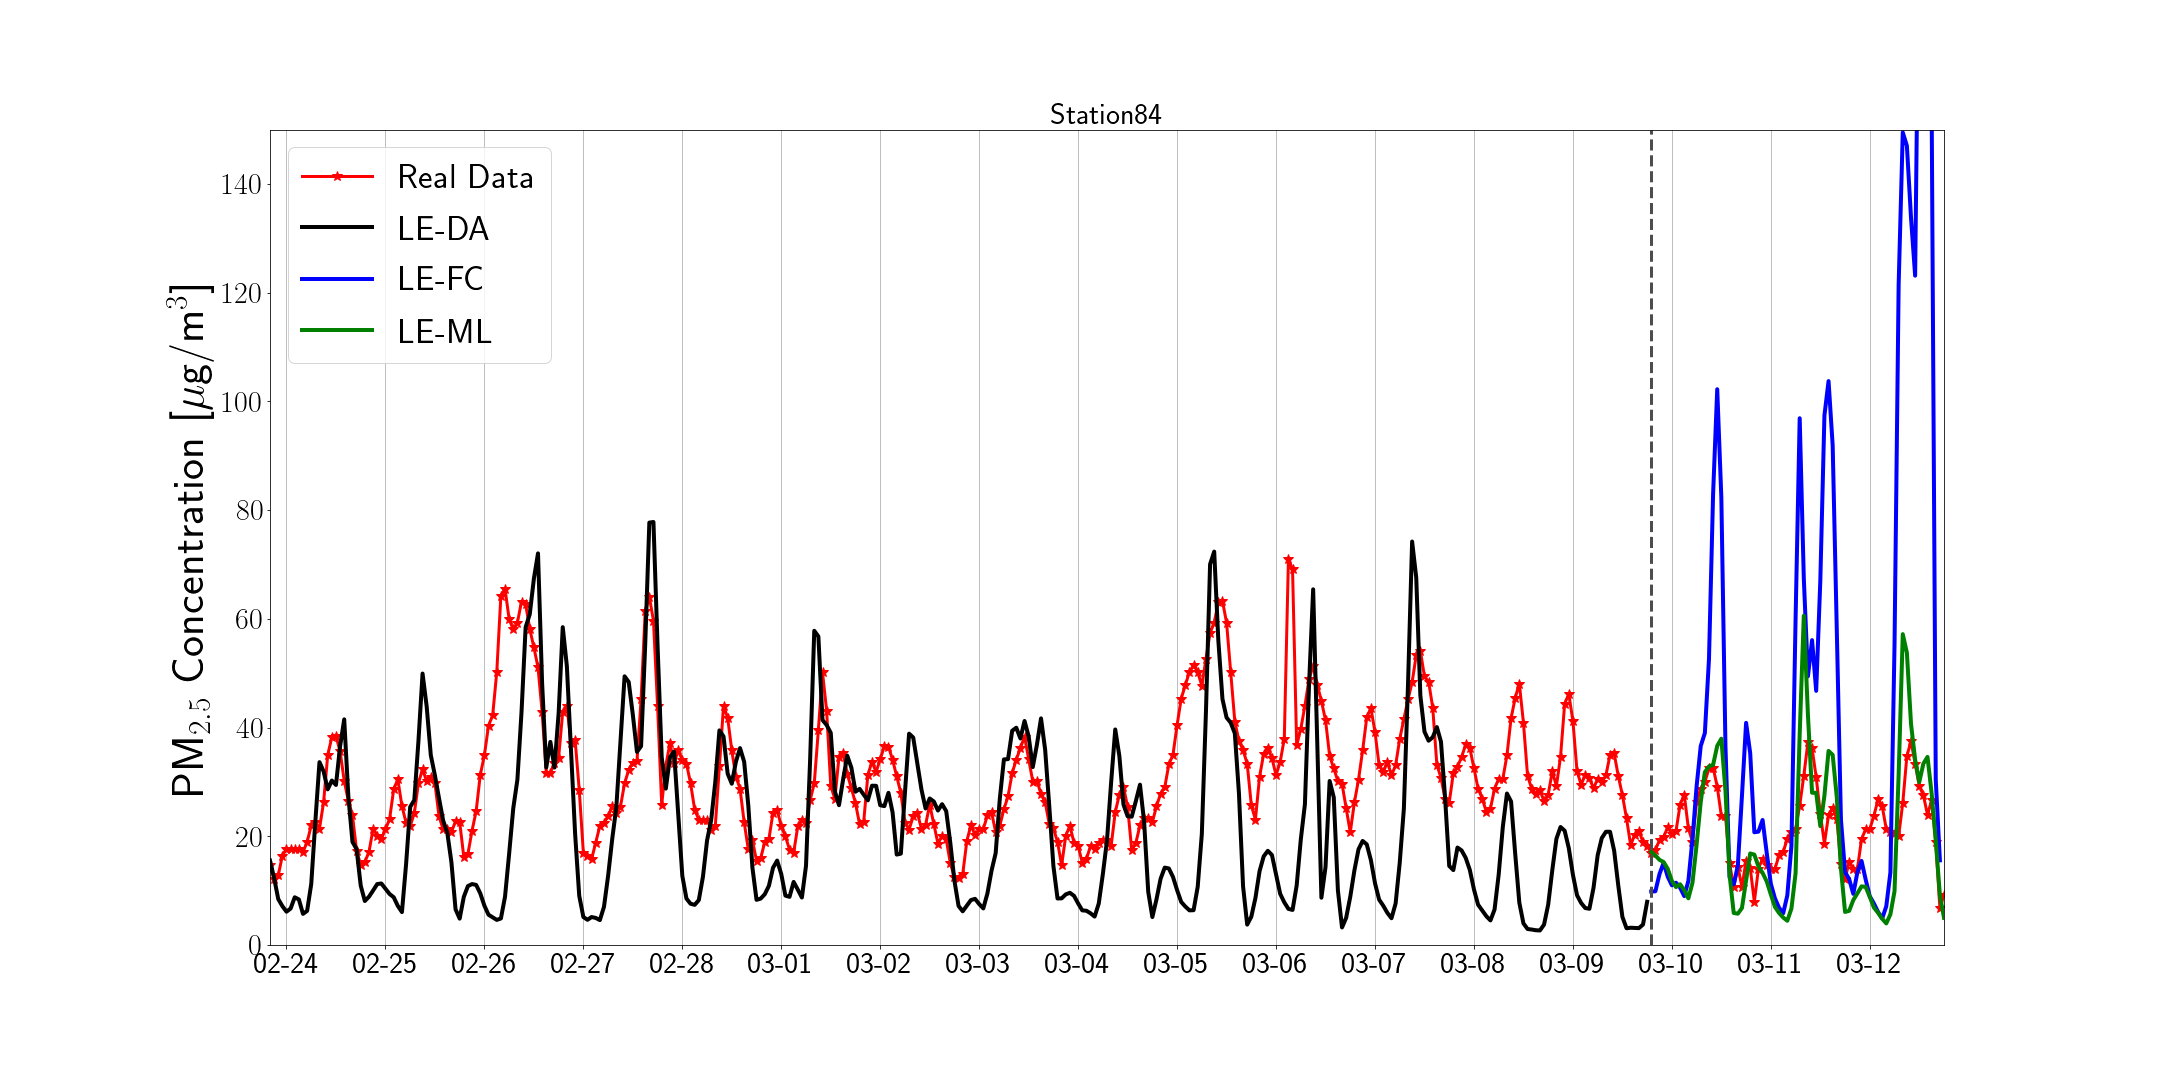 Station84
PM2.5 Concentration [μg/m³]
140
120
100
80
60
40
20
0
Real Data
LE-DA
LE-FC
LE-ML
02-24 02-25 02-26 02-27 02-28 03-01 03-02 03-03 03-04 03-05 03-06 03-07 03-08 03-09 03-10 03-11 03-12